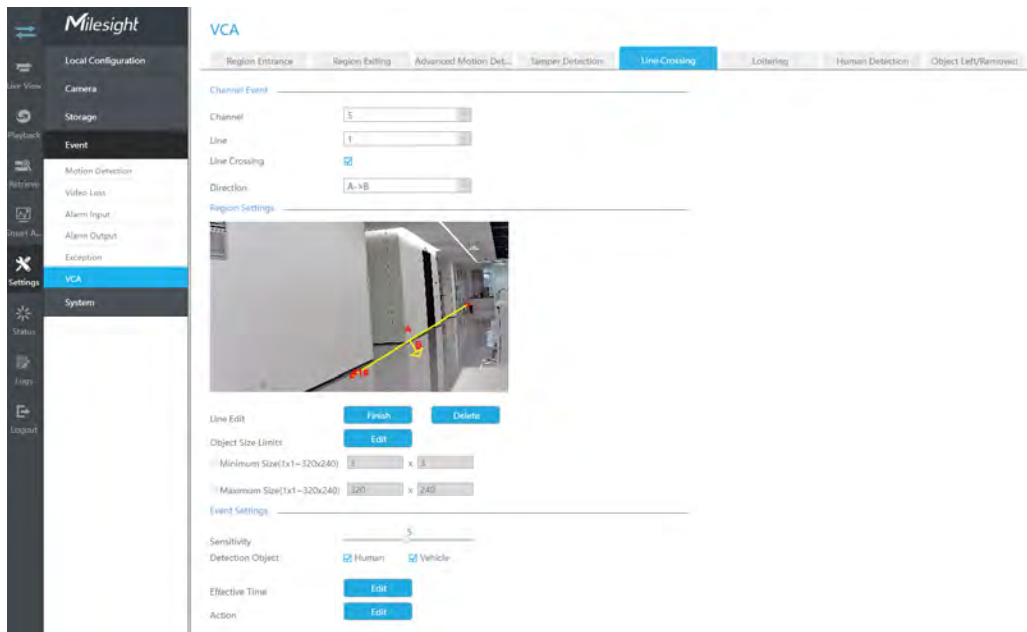 Milesight
Live View
Playback
Retrieve
Smart A...
Settings
Status
Logs
Logout
Local Configuration
Camera
Storage
Event
Motion Detection
Video Loss
Alarm Input
Alarm Output
Exception
VCA
System
VCA
Region Entrance Region Exiting Advanced Motion Det... Tamper Detection Line Crossing Loitering Human Detection Object Left/Removed
Channel Event
Channel 5
Line 1
Line Crossing
Direction A->B
Region Settings
A
B
Line Edit Finish Delete
Object Size Limits Edit
Minimum Size(1x1~320x240) 3 x 3
Maximum Size(1x1~320x240) 320 x 240
Event Settings
5
Sensitivity
Detection Object Human Vehicle
Effective Time Edit
Action Edit